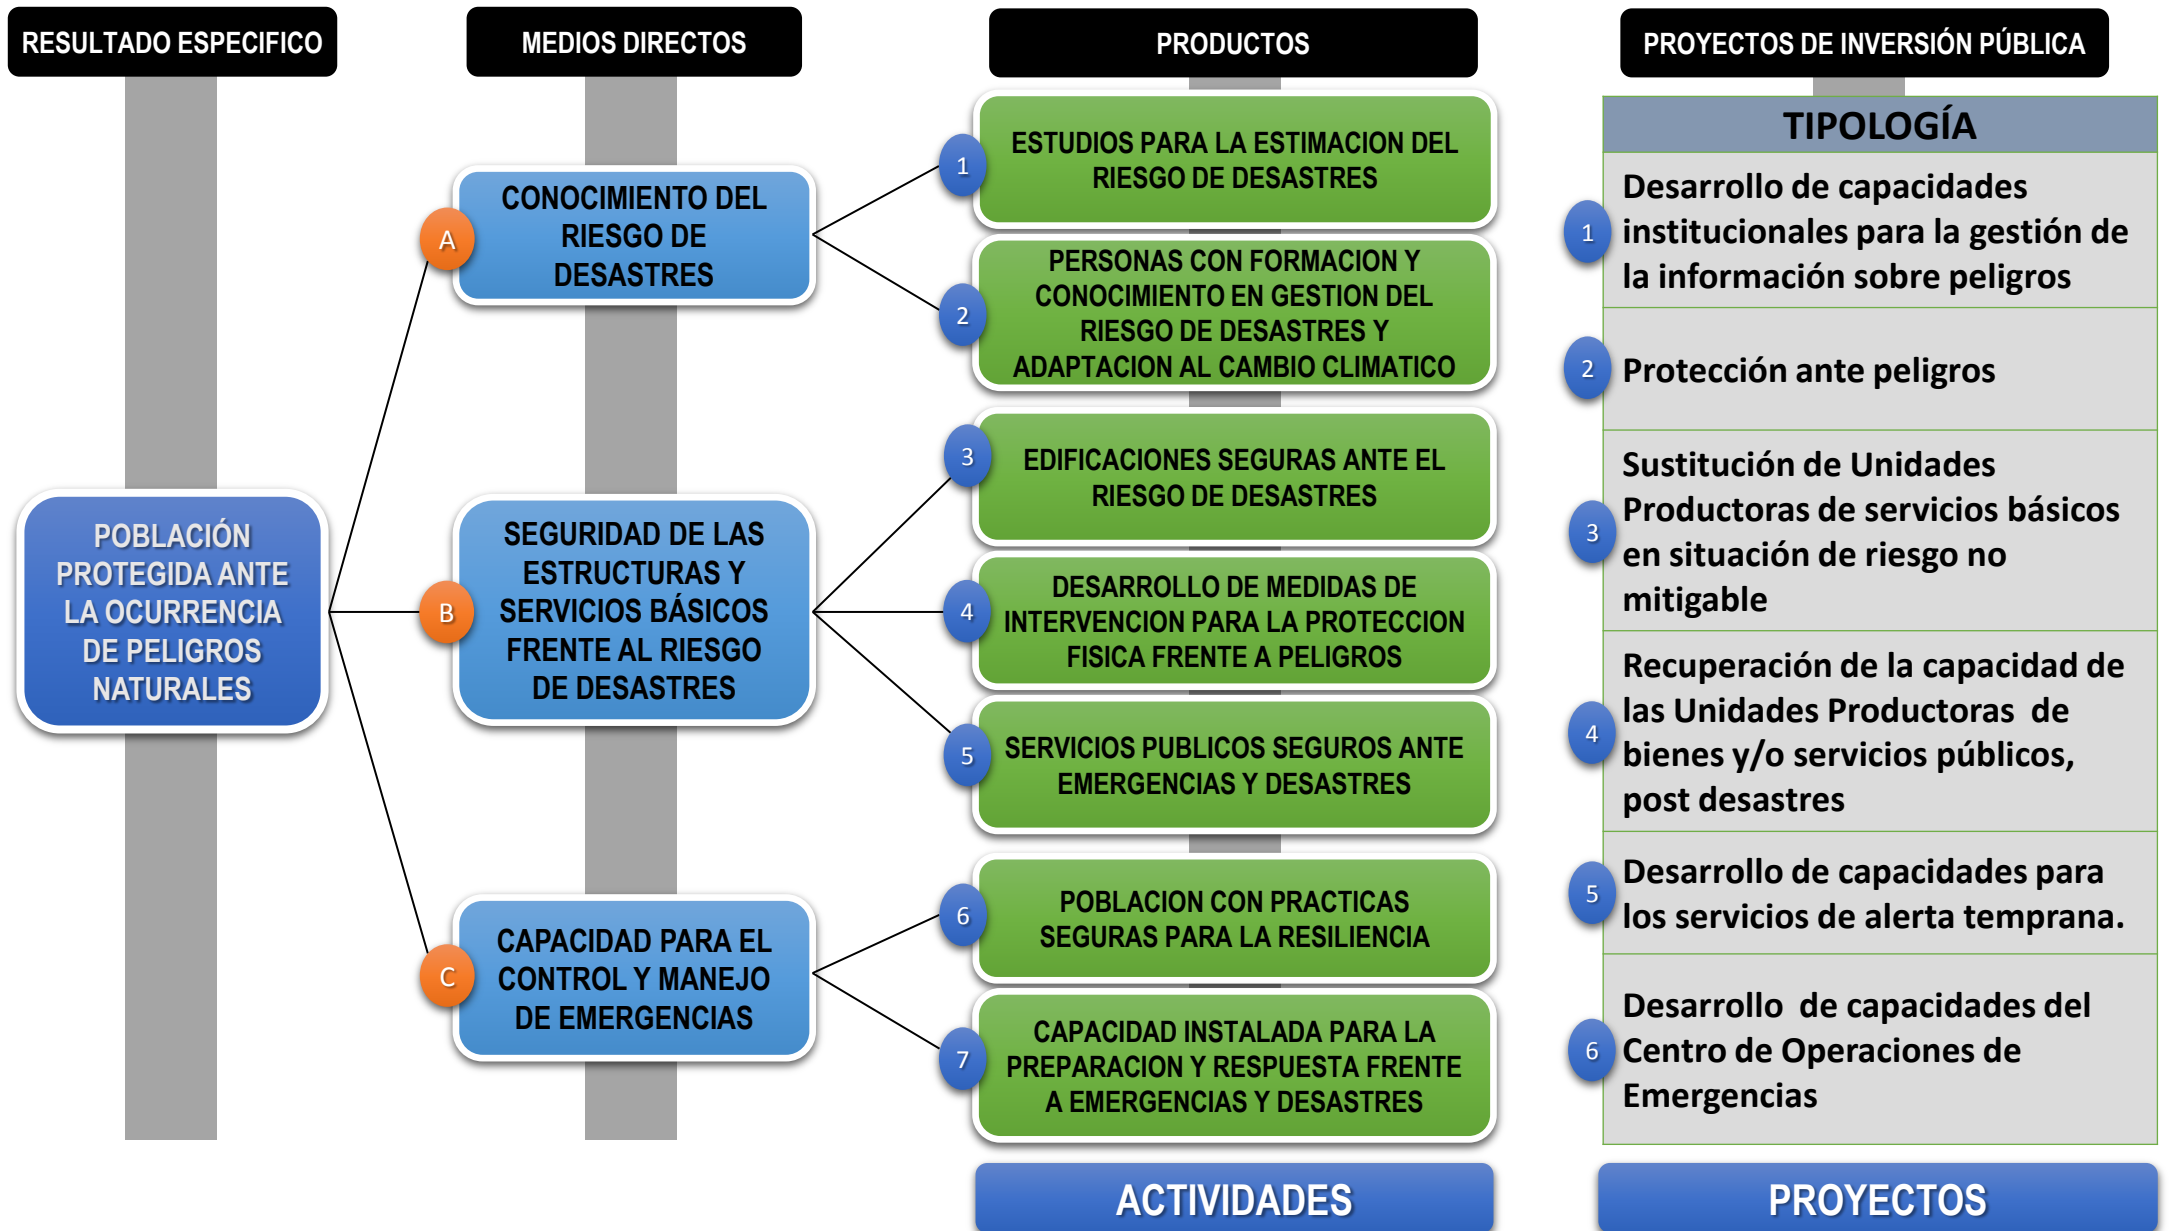 RESULTADO ESPECIFICO
MEDIOS DIRECTOS
PRODUCTOS
PROYECTOS DE INVERSIÓN PÚBLICA
POBLACIÓN
PROTEGIDA ANTE
LA OCURRENCIA
DE PELIGROS
NATURALES
A
CONOCIMIENTO DEL
RIESGO DE
DESASTRES
B
SEGURIDAD DE LAS
ESTRUCTURAS Y
SERVICIOS BÁSICOS
FRENTE AL RIESGO
DE DESASTRES
C
CAPACIDAD PARA EL
CONTROL Y MANEJO
DE EMERGENCIAS
1
ESTUDIOS PARA LA ESTIMACION DEL
RIESGO DE DESASTRES
2
PERSONAS CON FORMACION Y
CONOCIMIENTO EN GESTION DEL
RIESGO DE DESASTRES Y
ADAPTACION AL CAMBIO CLIMATICO
3
EDIFICACIONES SEGURAS ANTE EL
RIESGO DE DESASTRES
4
DESARROLLO DE MEDIDAS DE
INTERVENCION PARA LA PROTECCION
FISICA FRENTE A PELIGROS
5
SERVICIOS PUBLICOS SEGUROS ANTE
EMERGENCIAS Y DESASTRES
6
POBLACION CON PRACTICAS
SEGURAS PARA LA RESILIENCIA
7
CAPACIDAD INSTALADA PARA LA
PREPARACION Y RESPUESTA FRENTE
A EMERGENCIAS Y DESASTRES
ACTIVIDADES
TIPOLOGÍA
1
Desarrollo de capacidades
institucionales para la gestión de
la información sobre peligros
2
Protección ante peligros
3
Sustitución de Unidades
Productoras de servicios básicos
en situación de riesgo no
mitigable
4
Recuperación de la capacidad de
las Unidades Productoras de
bienes y/o servicios públicos,
post desastres
5
Desarrollo de capacidades para
los servicios de alerta temprana.
6
Desarrollo de capacidades del
Centro de Operaciones de
Emergencias
PROYECTOS